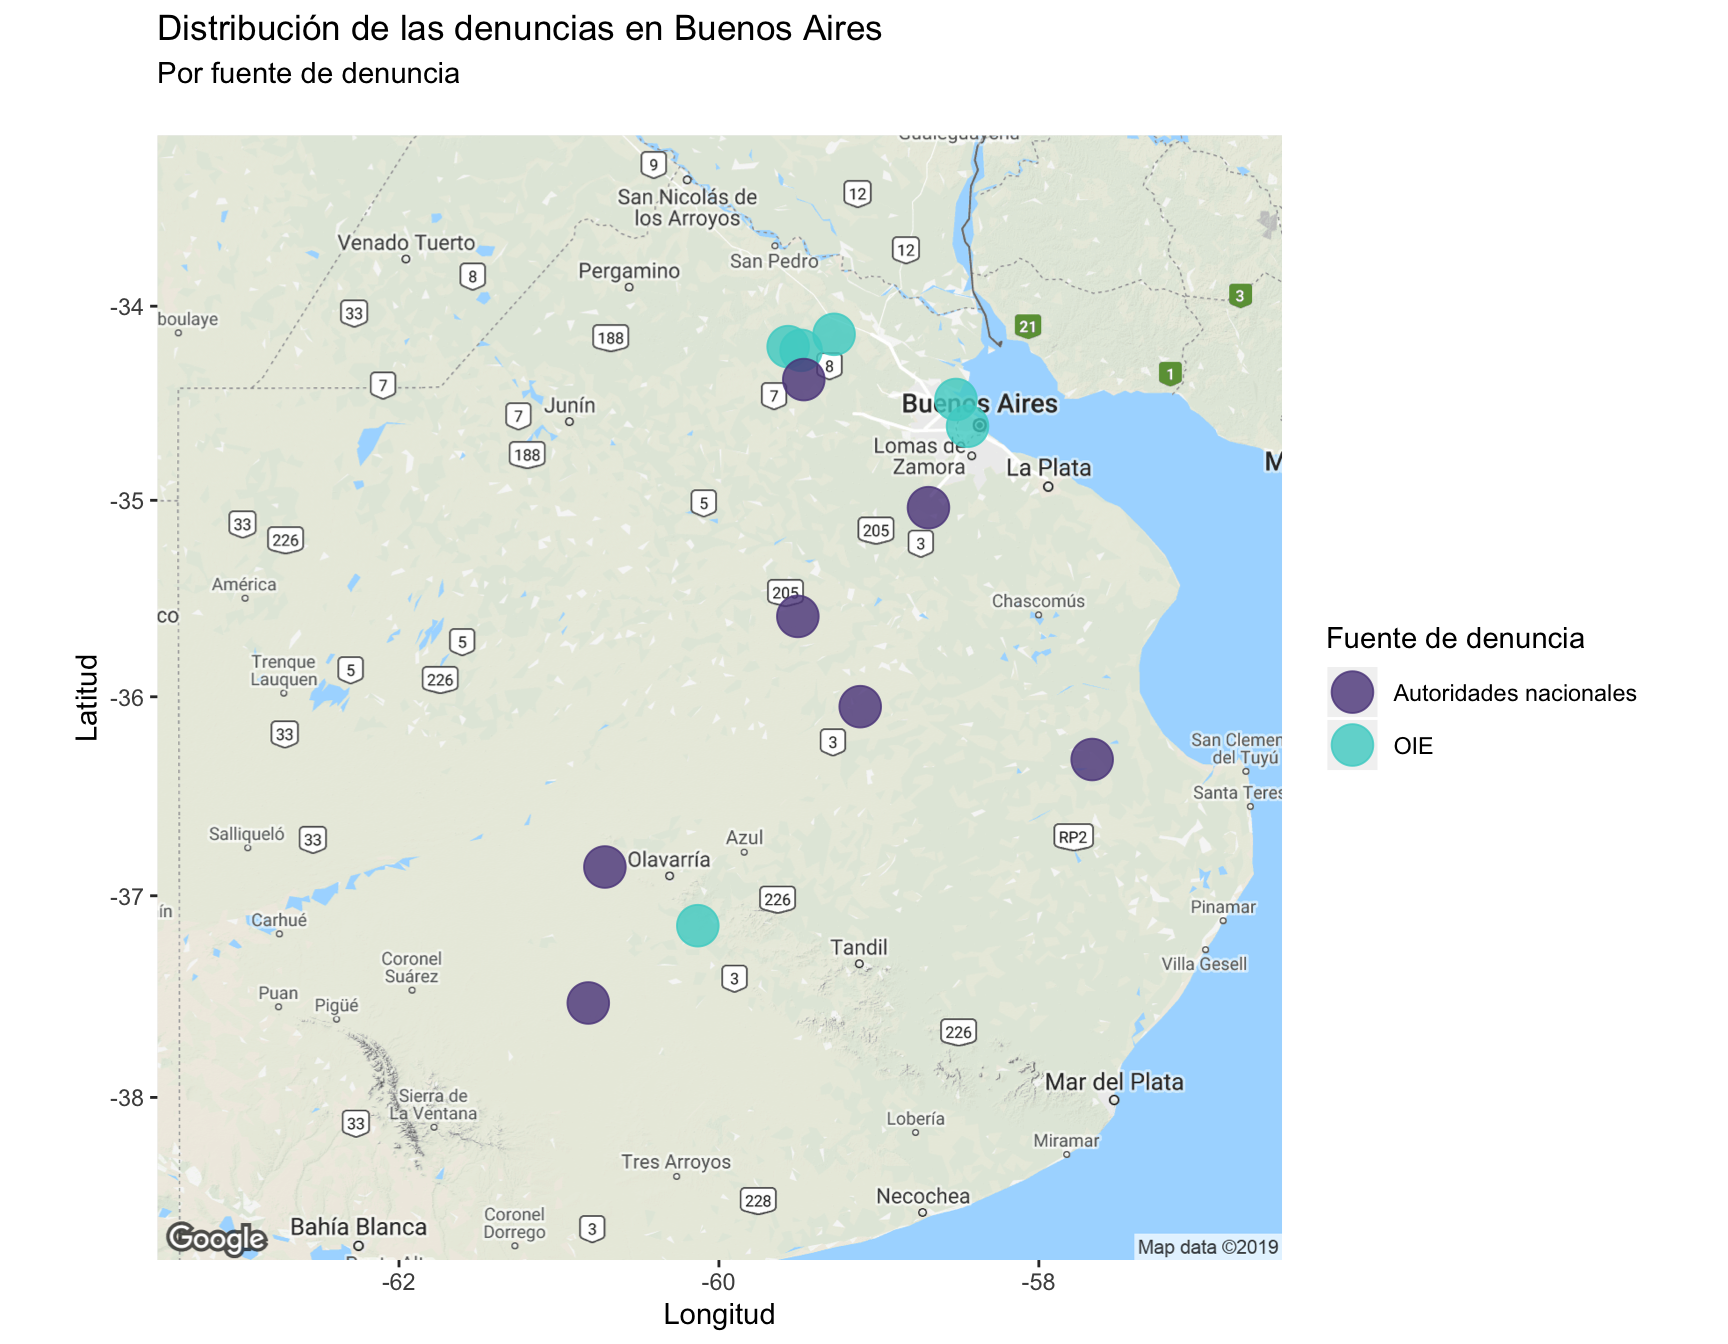 Distribución de las denuncias en Buenos Aires
Por fuente de denuncia
Gualeguaychú
9
San Nicolás de
los Arroyos
12
Venado Tuerto
8
Pergamino
San Pedro
12
3
-34
boulaye
33
188
21
8
7
7
1
7
Junín
Buenos Aires
188
Lomas de
Zamora
La Plata
M
-35
5
33
226
205
3
América
205
Chascomús
co
5
Trenque
Lauquen
5
226
-36
Latitud
33
3
San Clemen
del Tuyú
Santa Teres
Salliqueló
33
Azul
RP2
Olavarría
-37
226
ín
Carhué
Pinamar
Tandil
Coronel
Suárez
3
Villa Gesell
Puan
Pigüé
226
Mar del Plata
-38
Sierra de
La Ventana
33
Lobería
Miramar
Tres Arroyos
228
Necochea
Bahía Blanca
Coronel
Dorrego
3
Google
Map data ©2019
-62
-60
-58
Longitud
Fuente de denuncia
Autoridades nacionales
OIE